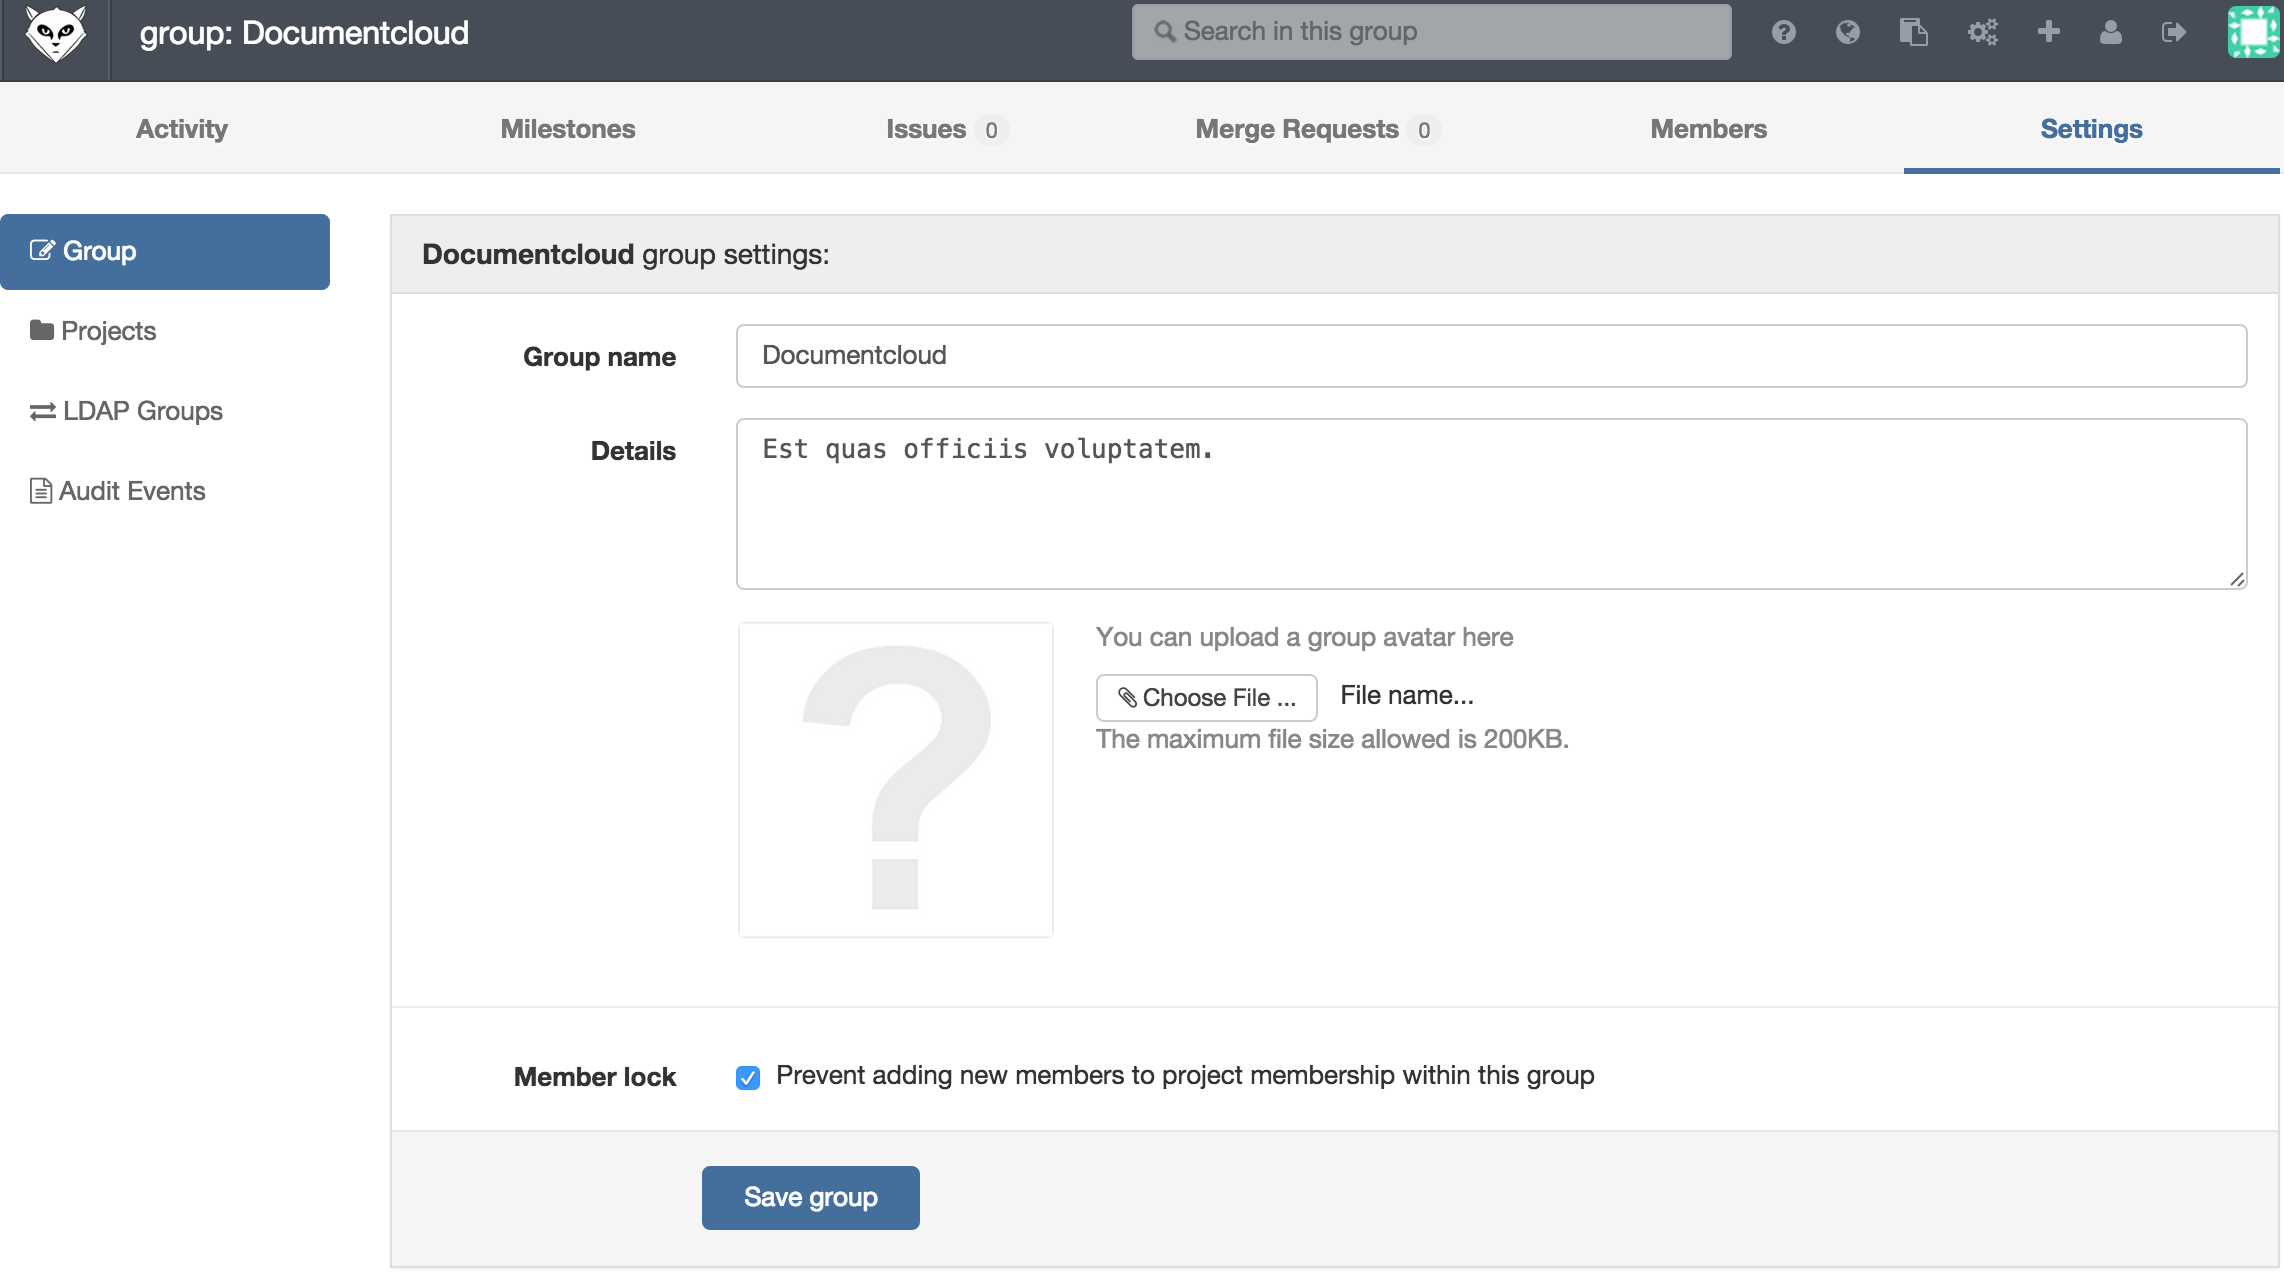 group: Documentcloud
Search in this group
Activity Milestones Issues 0 Merge Requests 0 Members Settings
Group
Projects
LDAP Groups
Audit Events
Documentcloud group settings:
Group name Documentcloud
Details Est quas officiis voluptatem.
You can upload a group avatar here
Choose File ... File name...
The maximum file size allowed is 200KB.
Member lock Prevent adding new members to project membership within this group
Save group